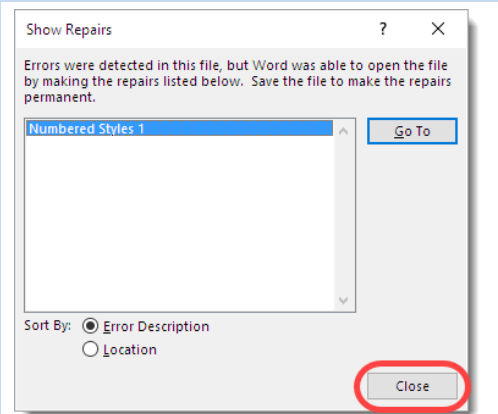 Show Repairs ? ×
Errors were detected in this file, but Word was able to open the file
by making the repairs listed below.  Save the file to make the repairs
permanent.
Numbered Styles 1
Go To
Sort By: Error Description
Location
Close